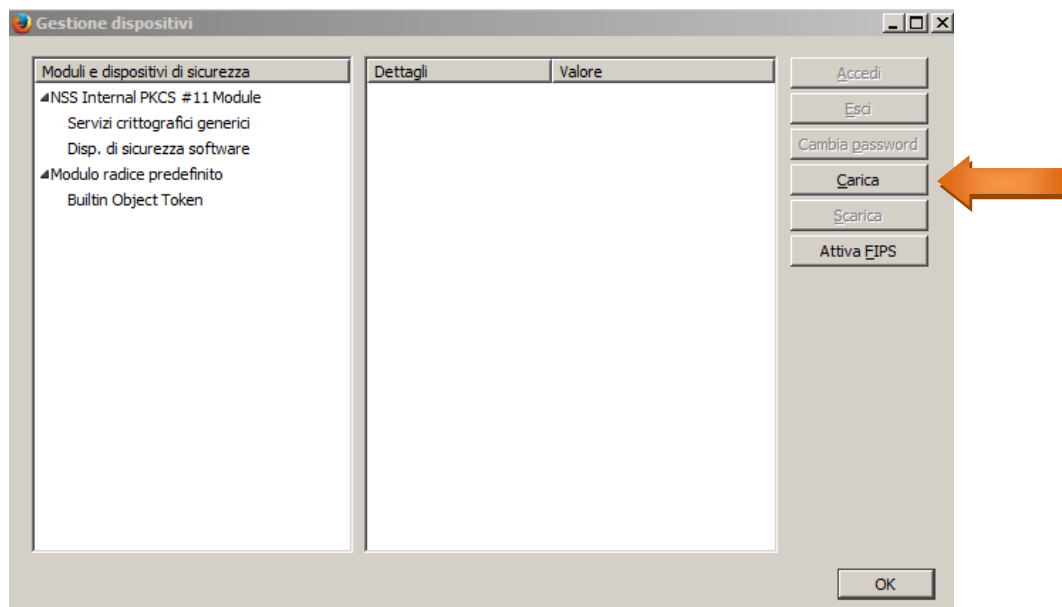 Gestione dispositivi
Moduli e dispositivi di sicurezza
NSS Internal PKCS #11 Module
Servizi crittografici generici
Disp. di sicurezza software
Modulo radice predefinito
Builtin Object Token
Dettagli Valore
Accedi
Esci
Cambia password
Carica
Scarica
Attiva FIPS
OK